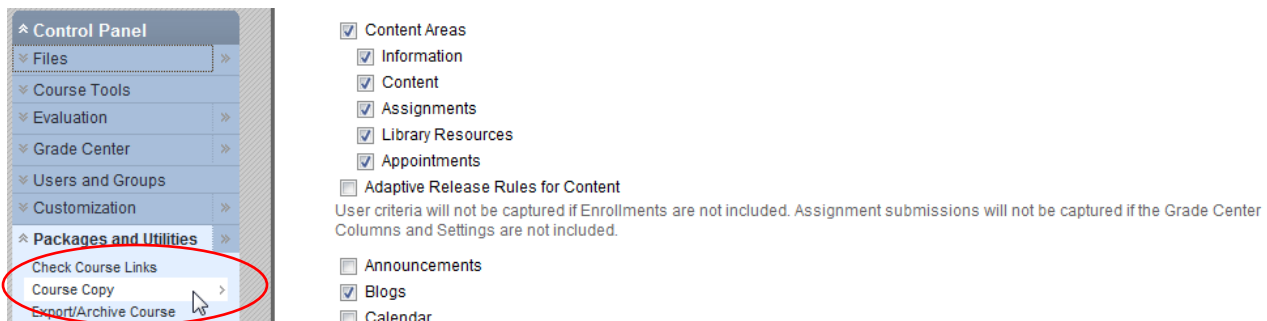 Control Panel
Files
Course Tools
Evaluation
Grade Center
Users and Groups
Customization
Packages and Utilities
Check Course Links
Course Copy
Export/Archive Course
Content Areas
Information
Content
Assignments
Library Resources
Appointments
Adaptive Release Rules for Content
User criteria will not be captured if Enrollments are not included. Assignment submissions will not be captured if the Grade Center
Columns and Settings are not included.
Announcements
Blogs
Calendar